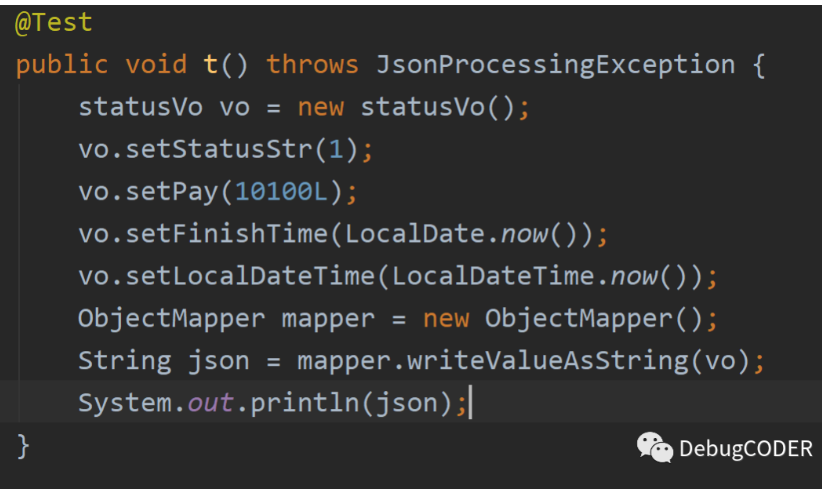 @Test
public void t() throws JsonProcessingException {
    statusVo vo = new statusVo();
    vo.setStatusStr(1);
    vo.setPay(10100L);
    vo.setFinishTime(LocalDate.now());
    vo.setLocalDateTime(LocalDateTime.now());
    ObjectMapper mapper = new ObjectMapper();
    String json = mapper.writeValueAsString(vo);
    System.out.println(json);
}
DebugCODER